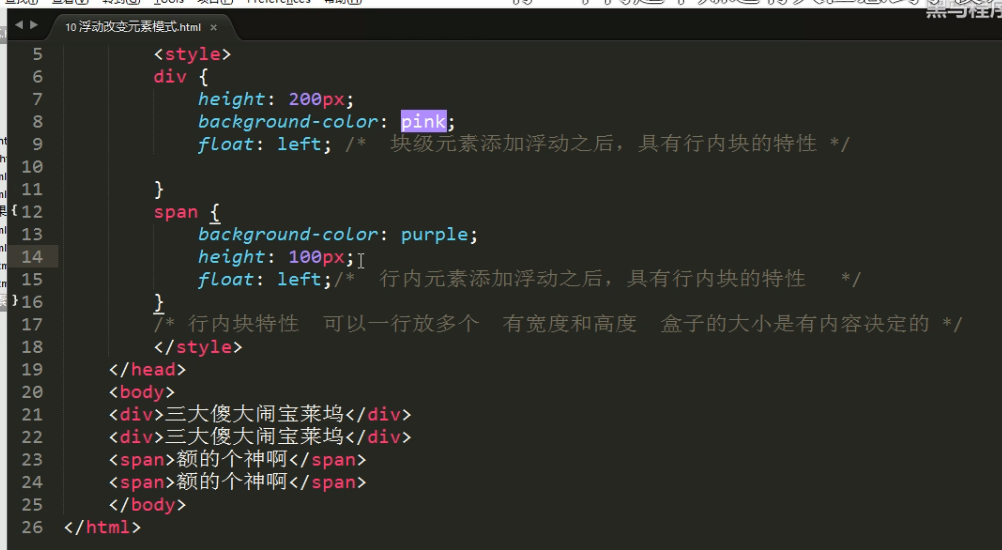 10 浮动改变元素模式.html ×
黑马程序
5 <style>
6 div {
7 height: 200px;
8 background-color: pink;
9 float: left; /* 块级元素添加浮动之后，具有行内块的特性 */
10
11 }
12 span {
13 background-color: purple;
14 height: 100px;
15 float: left;/* 行内元素添加浮动之后，具有行内块的特性 */
16 }
17 /* 行内块特性 可以一行放多个 有宽度和高度 盒子的大小是有内容决定的 */
18 </style>
19 </head>
20 <body>
21 <div>三大傻大闹宝莱坞</div>
22 <div>三大傻大闹宝莱坞</div>
23 <span>额的个神啊</span>
24 <span>额的个神啊</span>
25 </body>
26 </html>